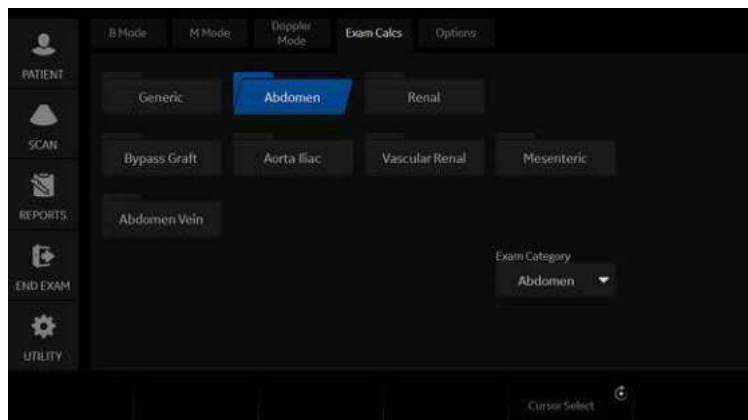 B Mode
M Mode
Doppler
Mode
Exam Calcs
Options
PATIENT
Generic
Abdomen
Renal
SCAN
Bypass Graft
Aorta Iliac
Vascular Renal
Mesenteric
REPORTS
Abdomen Vein
END EXAM
Exam Category
Abdomen
UTILITY
Cursor Select